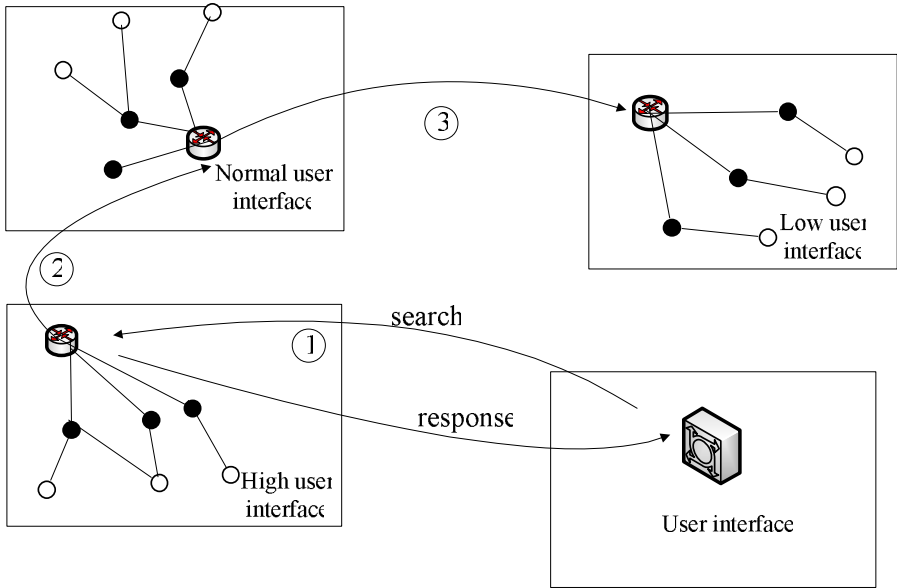 3
Normal user
interface
Low user
interface
2
search
1
response
High user
interface
User interface